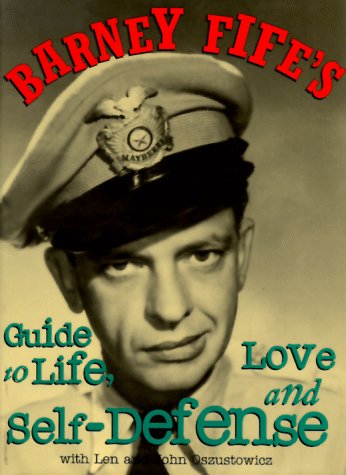 BARNEY FIFE'S
MAYBERRY
Guide
to Life,
Love
and
Self-Defense
with Len and John Oszustowicz